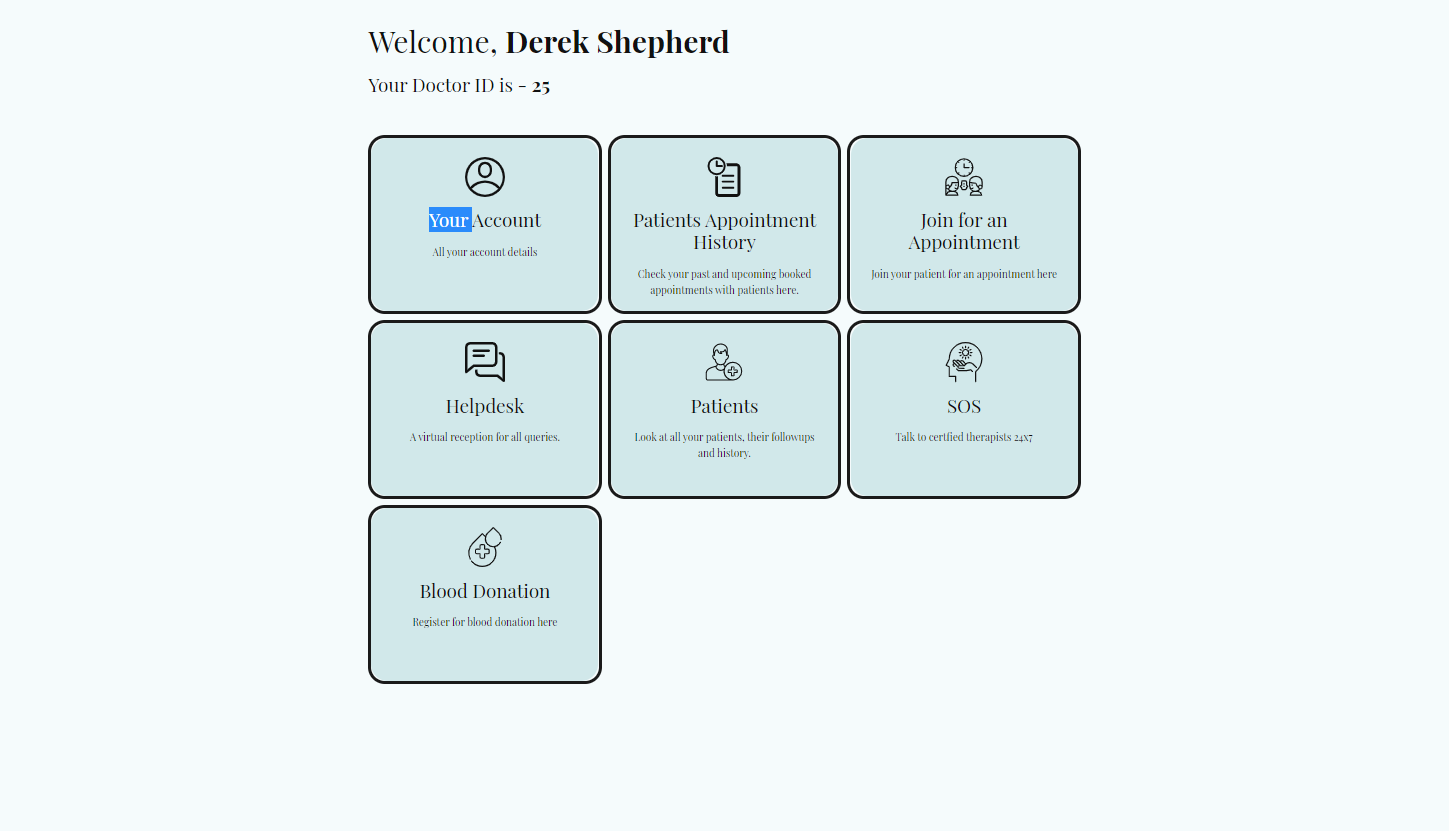 Welcome, Derek Shepherd
Your Doctor ID is - 25
Your Account
All your account details
Patients Appointment
History
Check your past and upcoming booked
appointments with patients here.
Join for an
Appointment
Join your patient for an appointment here
Helpdesk
A virtual reception for all queries.
Patients
Look at all your patients, their followups
and history.
SOS
Talk to certfied therapists 24x7
Blood Donation
Register for blood donation here